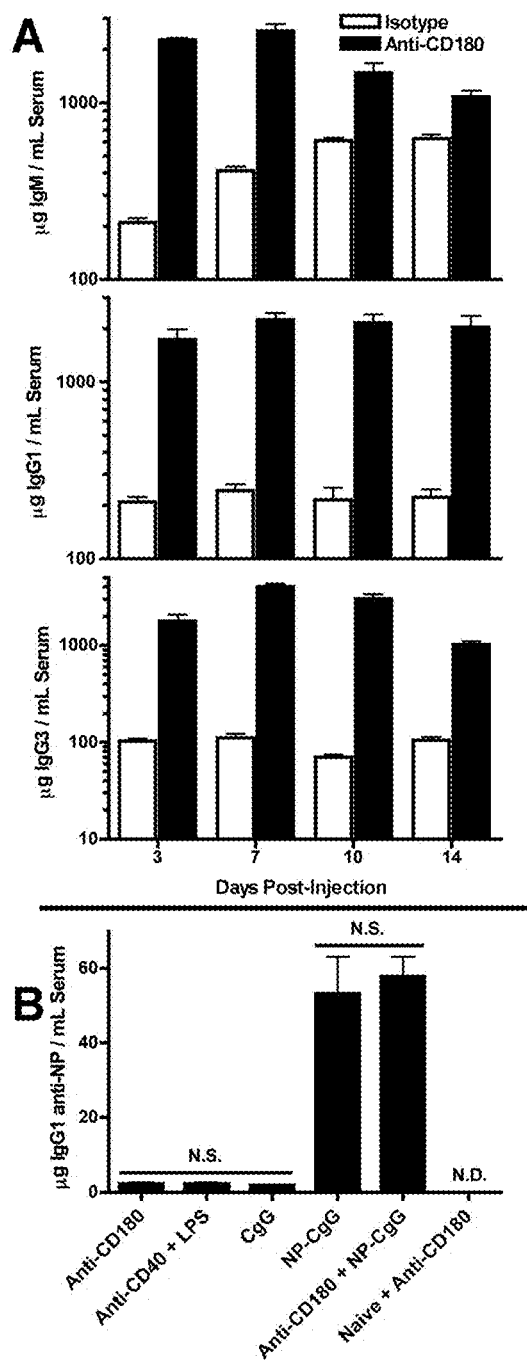 A
Isotype
Anti-CD180
µg IgM / mL Serum
1000
100
µg IgG1 / mL Serum
1000
100
µg IgG3 / mL Serum
1000
100
10
3 7 10 14
Days Post-Injection
B
µg IgG1 anti-NP / mL Serum
60
40
20
0
N.S.
N.S.
N.D.
Anti-CD180
Anti-CD40 + LPS
CgG
NP-CgG
Anti-CD180 + NP-CgG
Naive + Anti-CD180